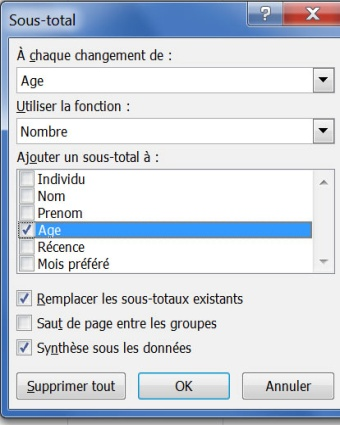 Sous-total
À chaque changement de :
Age
Utiliser la fonction :
Nombre
Ajouter un sous-total à :
Individu
Nom
Prenom
Age
Récence
Mois préféré
Remplacer les sous-totaux existants
Saut de page entre les groupes
Synthèse sous les données
Supprimer tout OK Annuler